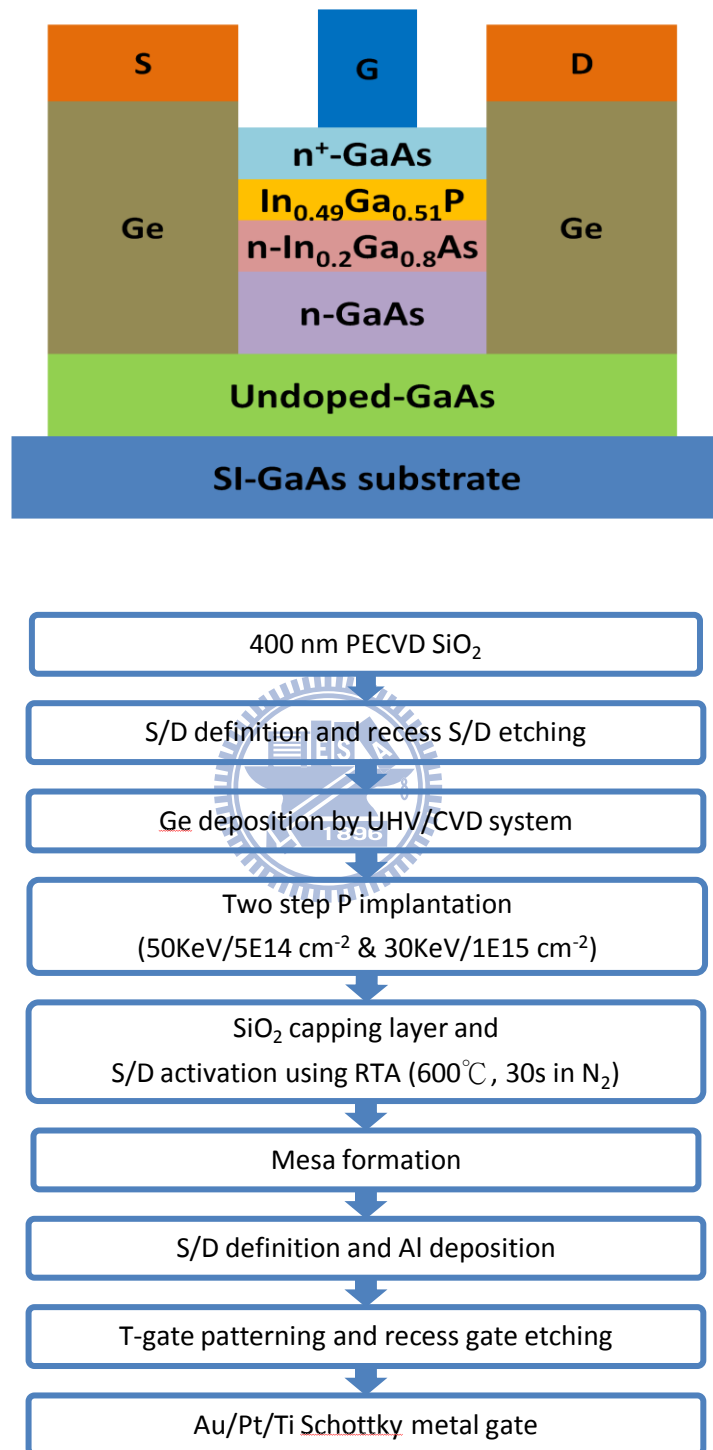 S G D
n⁺-GaAs
In₀.₄₉Ga₀.₅₁P
Ge Ge
n-In₀.₂Ga₀.₈As
n-GaAs
Undoped-GaAs
SI-GaAs substrate
400 nm PECVD SiO₂
S/D definition and recess S/D etching
E S A
Ge deposition by UHV/CVD system
1896
Two step P implantation
(50KeV/5E14 cm⁻² & 30KeV/1E15 cm⁻²)
SiO₂ capping layer and
S/D activation using RTA (600℃, 30s in N₂)
Mesa formation
S/D definition and Al deposition
T-gate patterning and recess gate etching
Au/Pt/Ti Schottky metal gate